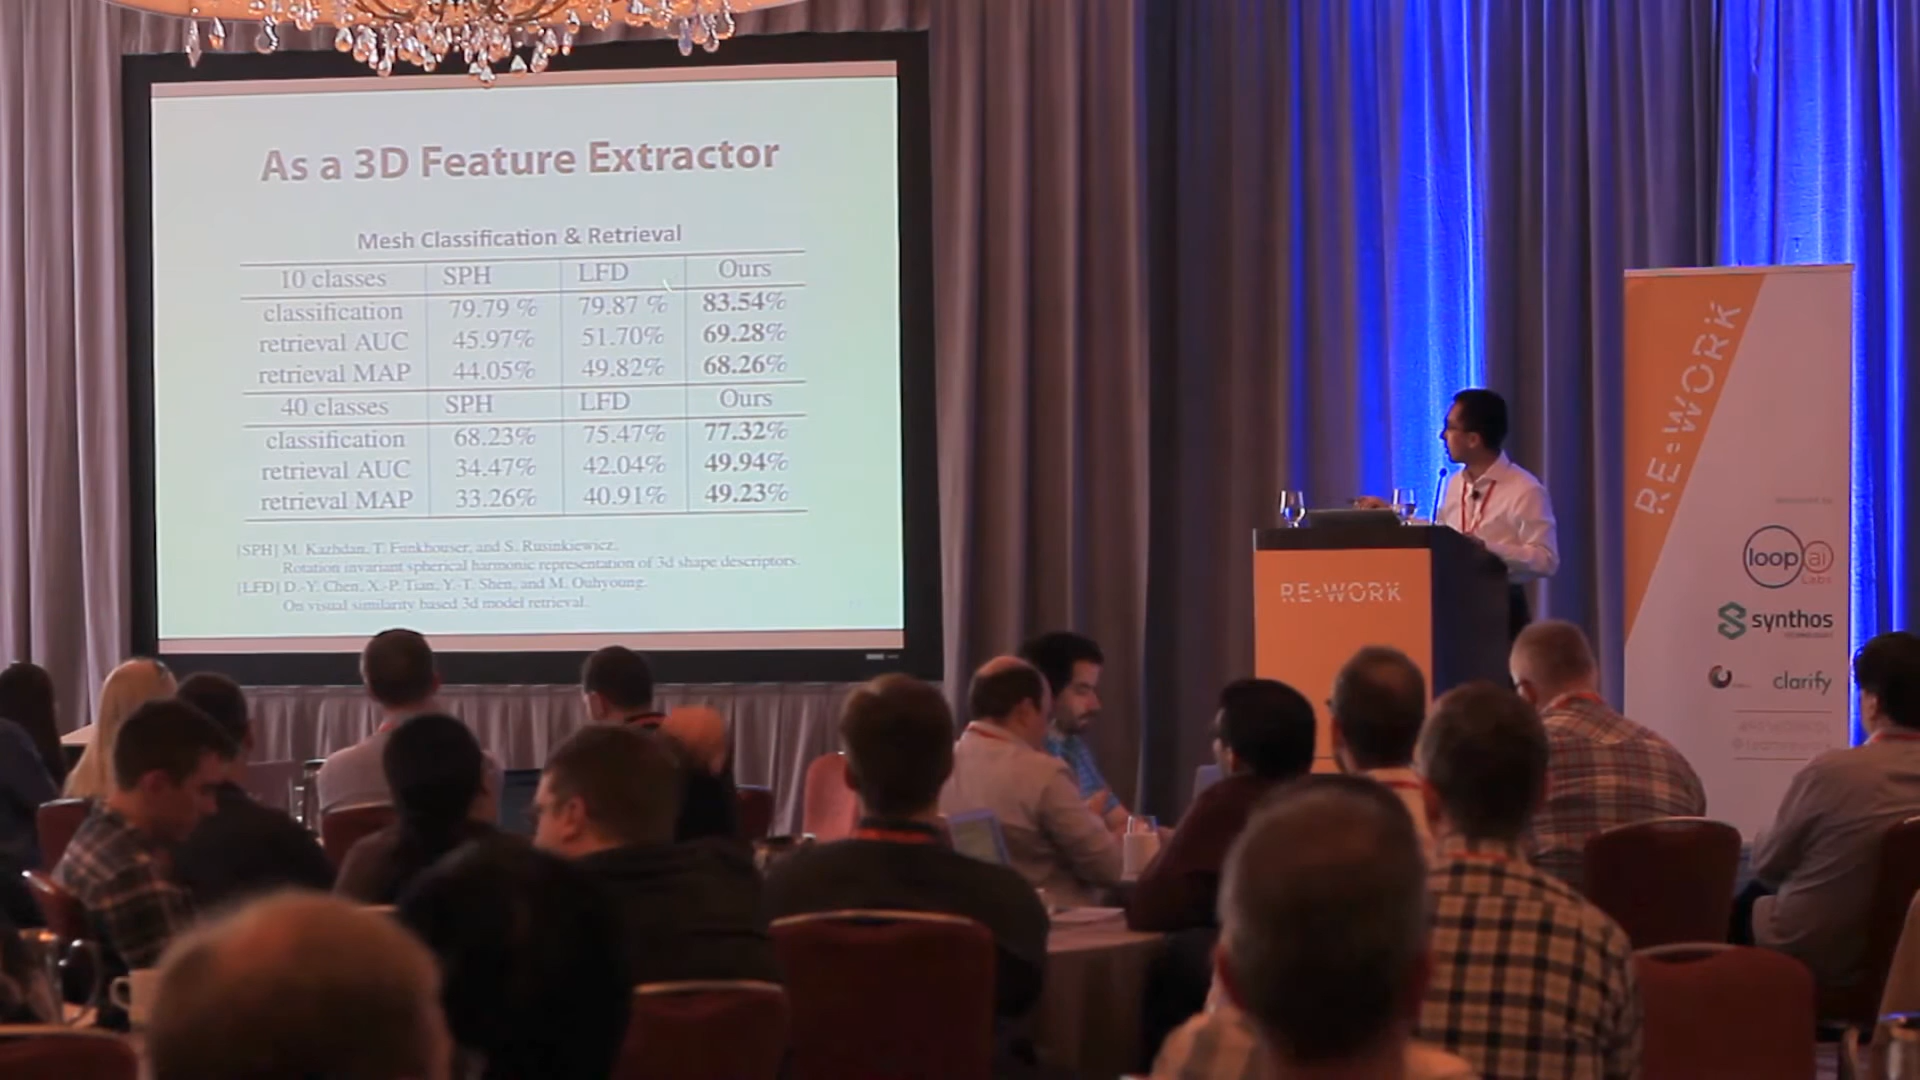 As a 3D Feature Extractor
Mesh Classification & Retrieval
10 classes SPH LFD Ours
classification 79.79 % 79.87 % 83.54%
retrieval AUC 45.97% 51.70% 69.28%
retrieval MAP 44.05% 49.82% 68.26%
40 classes SPH LFD Ours
classification 68.23% 75.47% 77.32%
retrieval AUC 34.47% 42.04% 49.94%
retrieval MAP 33.26% 40.91% 49.23%
[SPH] M. Kazhdan, T. Funkhouser, and S. Rusinkiewicz.
Rotation invariant spherical harmonic representation of 3d shape descriptors.
[LFD] D.-Y. Chen, X.-P. Tian, Y.-T. Shen, and M. Ouhyoung.
On visual similarity based 3d model retrieval.
RE•WORK
RE•WORK
loop ai
Labs
synthos
clarify